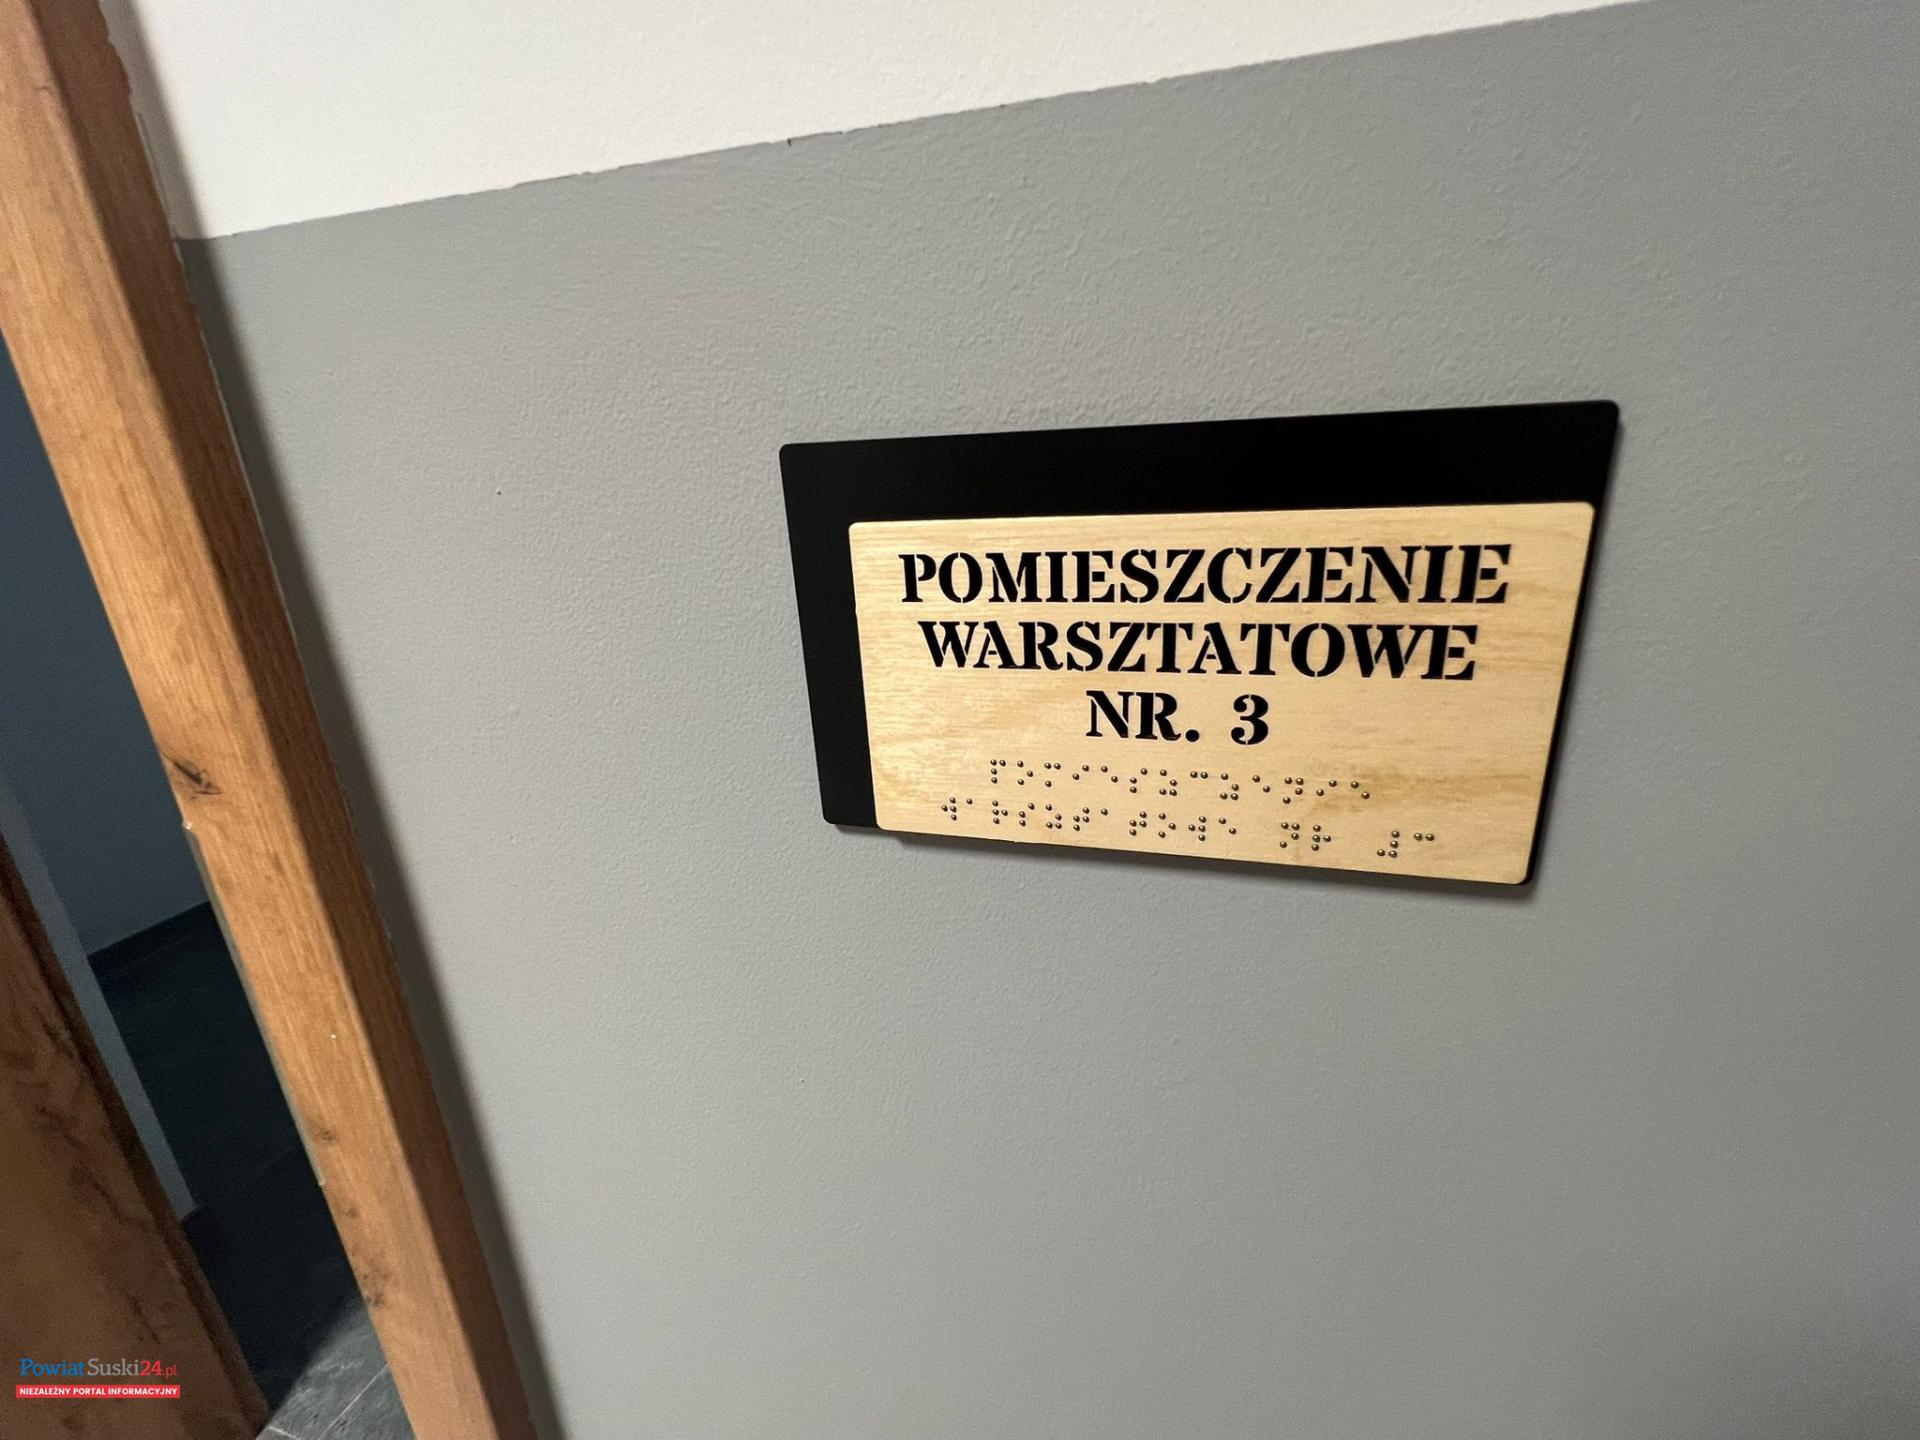 POMIESZCZENIE
WARSZTATOWE
NR. 3
⠏⠕⠍⠊⠑⠎⠵⠉⠵⠑⠝⠊⠑
⠺⠁⠗⠎⠵⠞⠁⠞⠕⠺⠑ ⠝⠗ ⠼⠉
PowiatSuski24.pl
NIEZALEŻNY PORTAL INFORMACYJNY